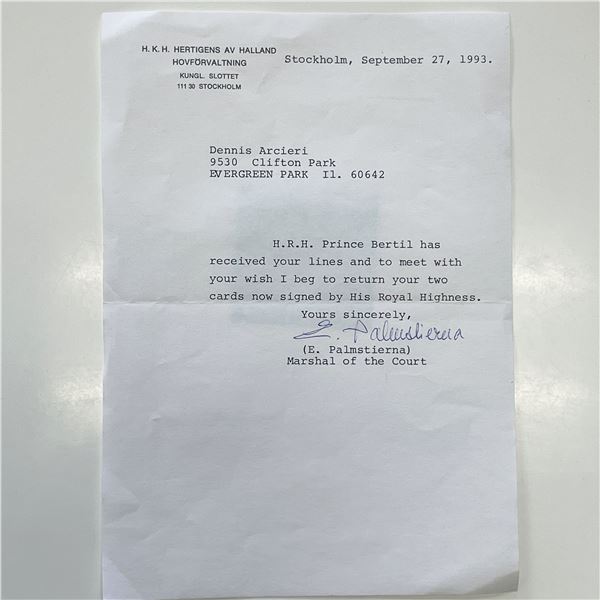 H. K. H. HERTIGENS AV HALLAND
HOVFÖRVALTNING
KUNGL. SLOTTET
111 30 STOCKHOLM
Stockholm, September 27, 1993.
Dennis Arcieri
9530 Clifton Park
EVERGREEN PARK Il. 60642
H.R.H. Prince Bertil has
received your lines and to meet with
your wish I beg to return your two
cards now signed by His Royal Highness.
Yours sincerely,
E. Palmstierna
(E. Palmstierna)
Marshal of the Court